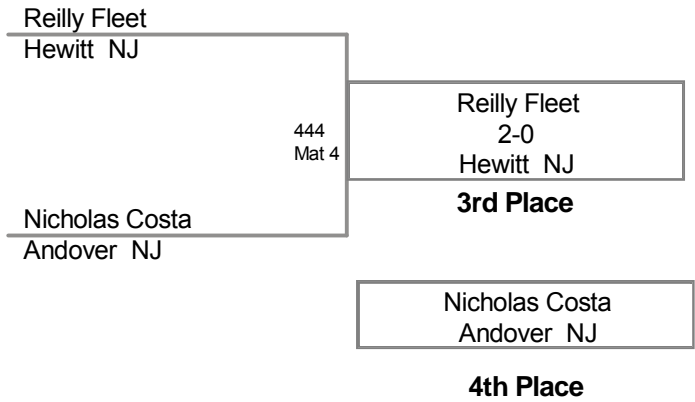 Reilly Fleet
Hewitt NJ
444
Mat 4
Reilly Fleet
2-0
Hewitt NJ
3rd Place
Nicholas Costa
Andover NJ
Nicholas Costa
Andover NJ
4th Place